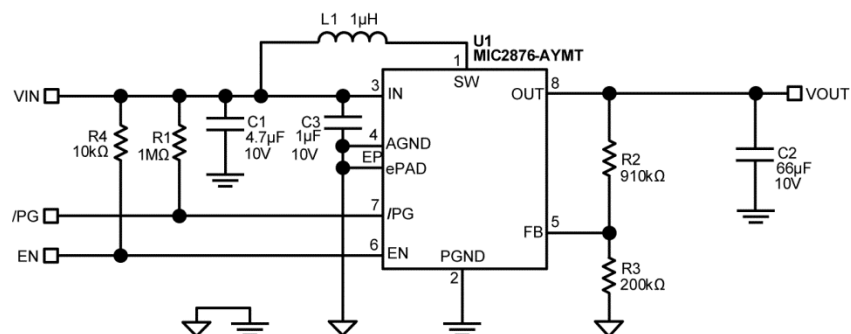 L1 1µH
U1
MIC2876-AYMT
1
SW
VIN
3
IN
OUT
8
VOUT
R4
10kΩ
R1
1MΩ
C1
4.7µF
10V
C3
1µF
10V
4
AGND
EP
ePAD
R2
910kΩ
C2
66µF
10V
/PG
7
/PG
FB
5
EN
6
EN
PGND
2
R3
200kΩ